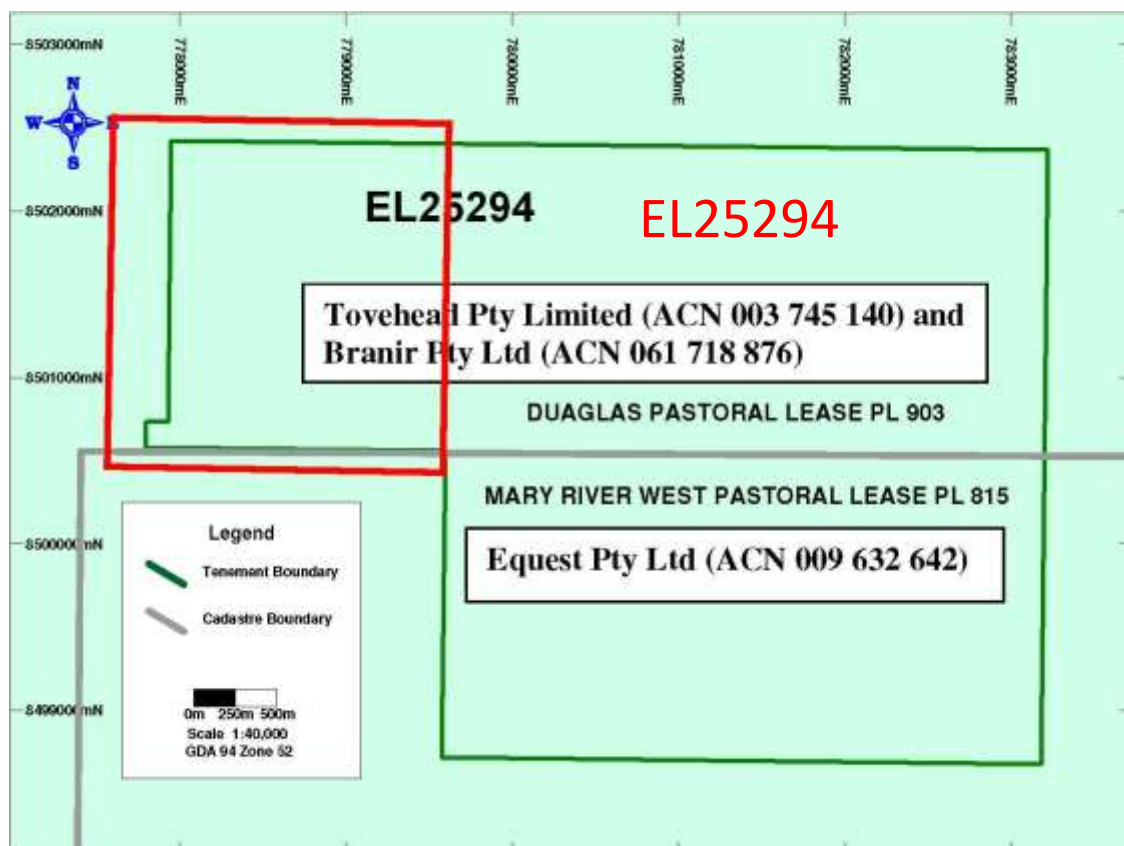 8503000mN
778000mE
779000mE
780000mE
781000mE
782000mE
783000mE
N
W
E
S
8502000mN
EL25294
EL25294
Tovehead Pty Limited (ACN 003 745 140) and
Branir Pty Ltd (ACN 061 718 876)
8501000mN
DUAGLAS PASTORAL LEASE PL 903
MARY RIVER WEST PASTORAL LEASE PL 815
8500000mN
Equest Pty Ltd (ACN 009 632 642)
Legend
Tenement Boundary
Cadastre Boundary
8499000mN
0m 250m 500m
Scale 1:40,000
GDA 94 Zone 52